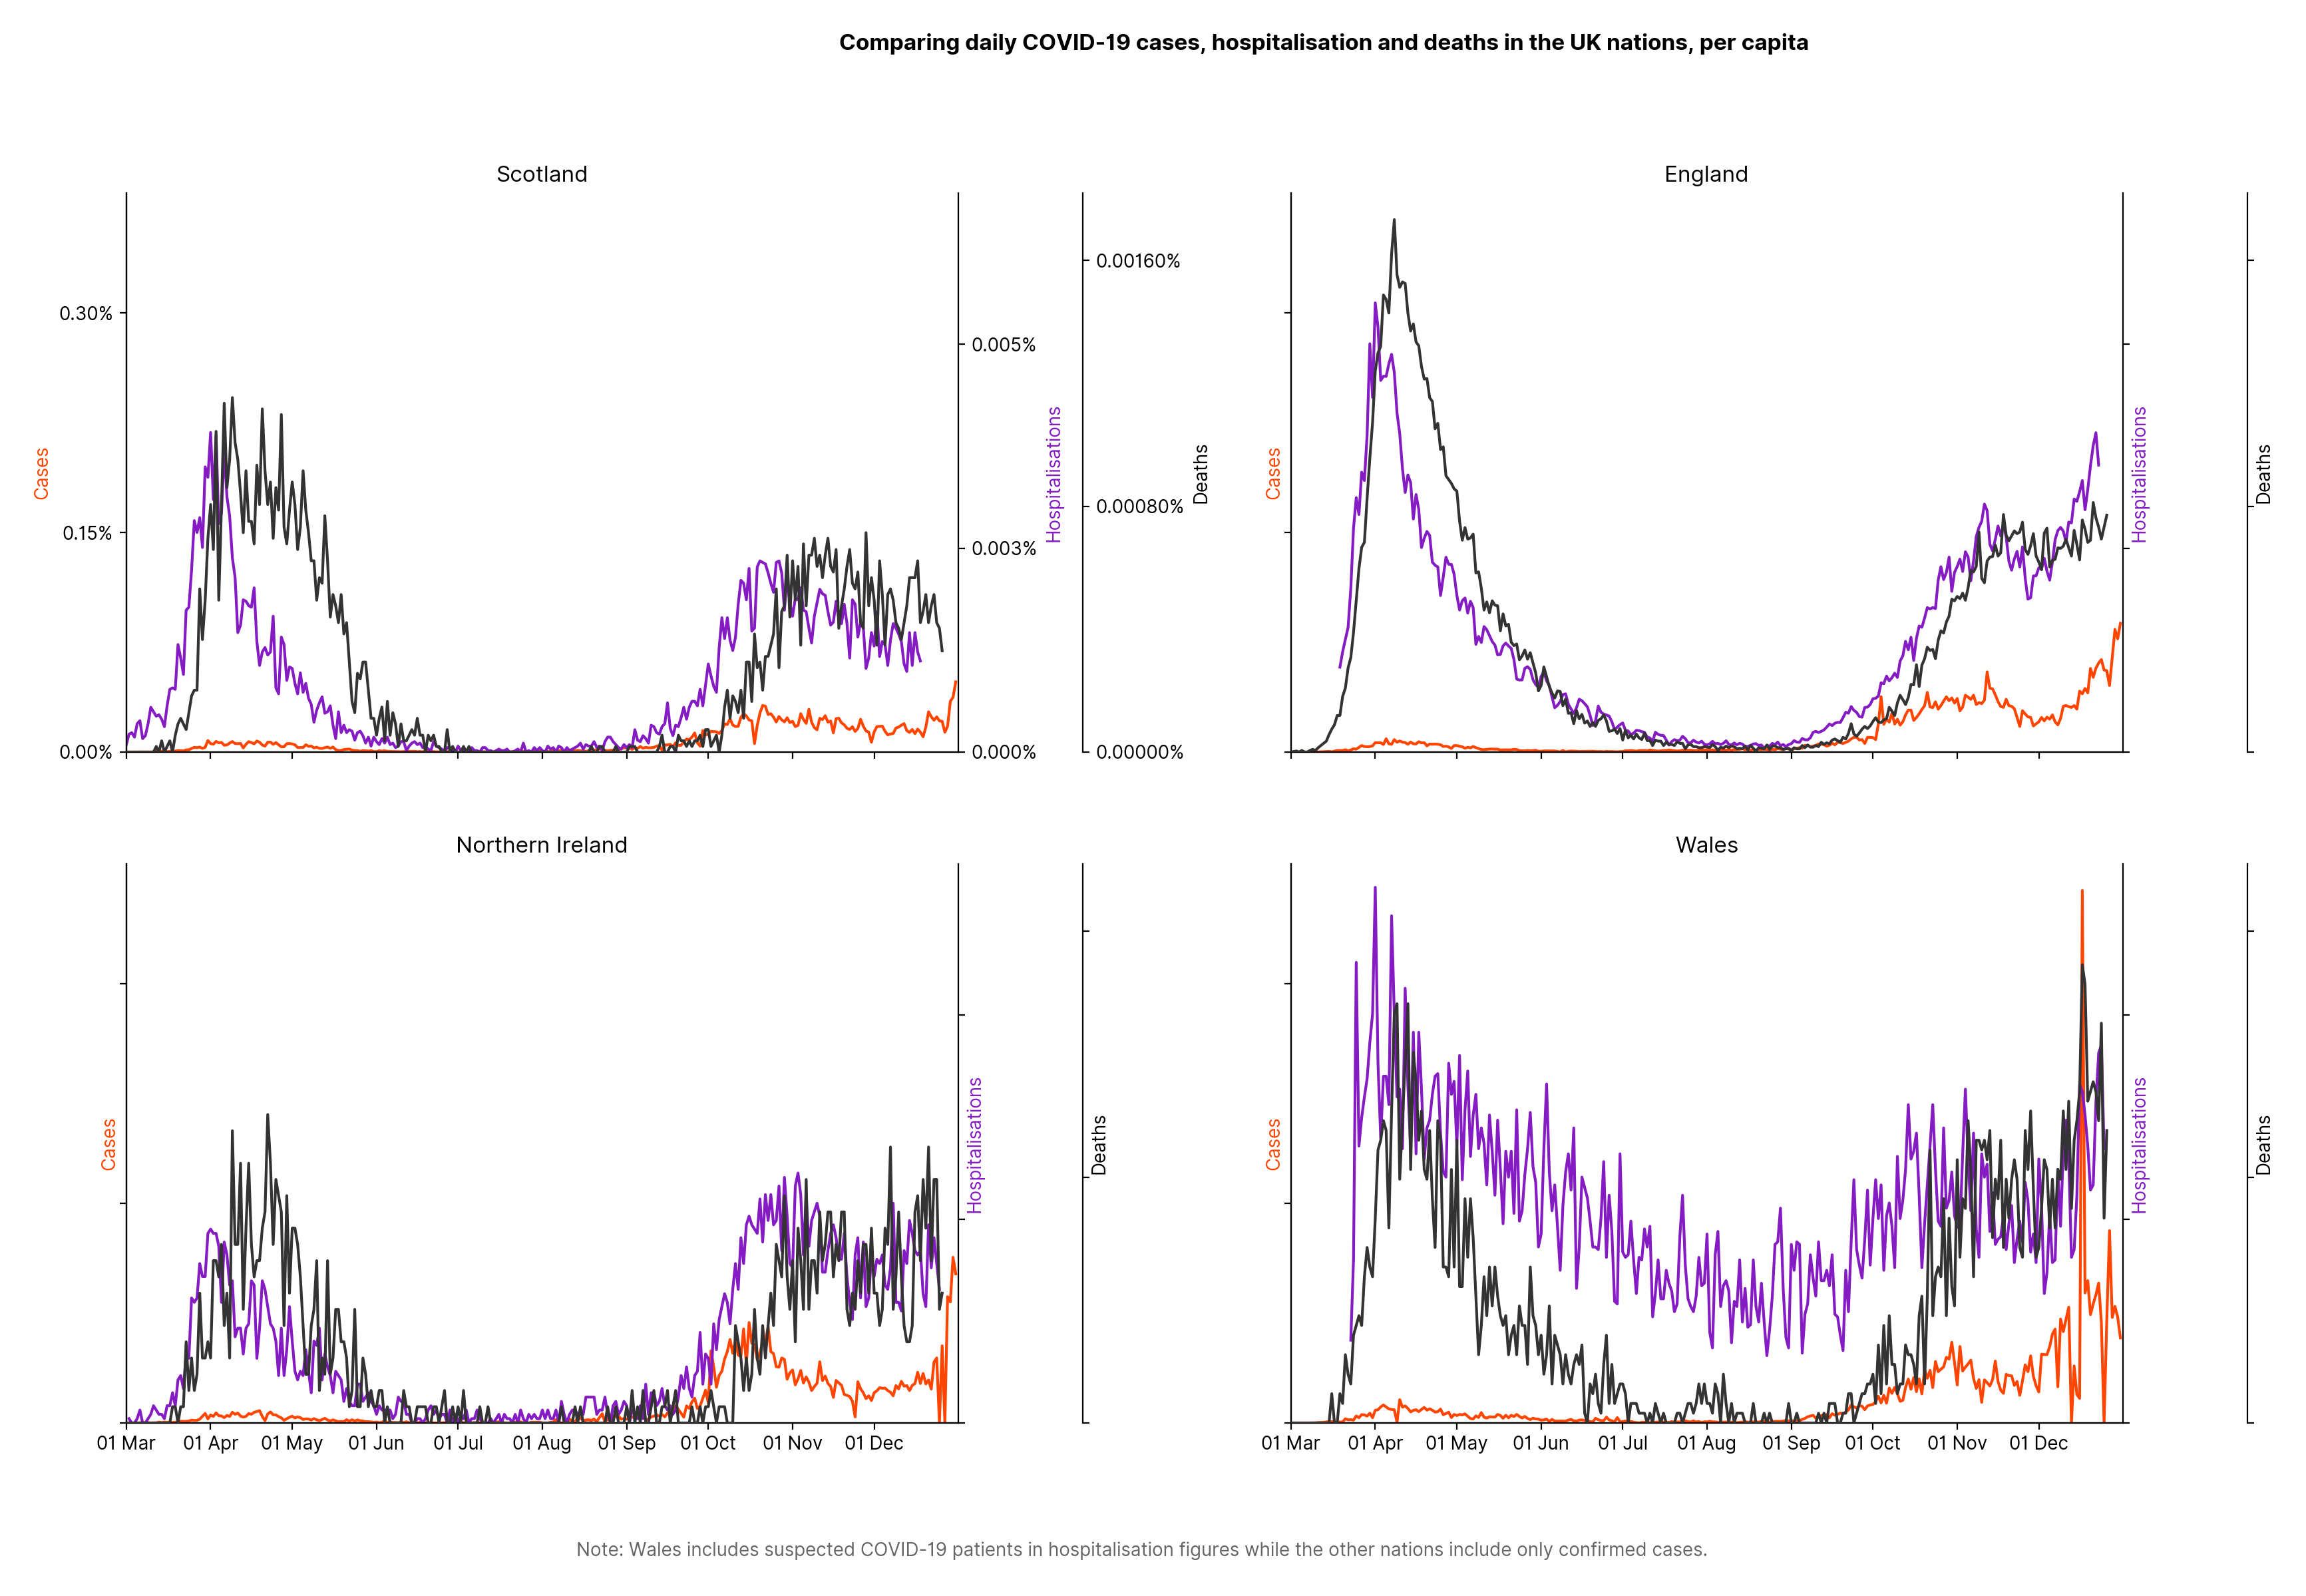 Comparing daily COVID-19 cases, hospitalisation and deaths in the UK nations, per capita
Scotland
England
0.00160%
0.30%
0.005%
Cases
Hospitalisations
Deaths
Cases
Hospitalisations
Deaths
0.00080%
0.15%
0.003%
0.00%
0.000%
0.00000%
Northern Ireland
Wales
Cases
Hospitalisations
Deaths
Cases
Hospitalisations
Deaths
01 Mar 01 Apr 01 May 01 Jun 01 Jul 01 Aug 01 Sep 01 Oct 01 Nov 01 Dec
01 Mar 01 Apr 01 May 01 Jun 01 Jul 01 Aug 01 Sep 01 Oct 01 Nov 01 Dec
Note: Wales includes suspected COVID-19 patients in hospitalisation figures while the other nations include only confirmed cases.